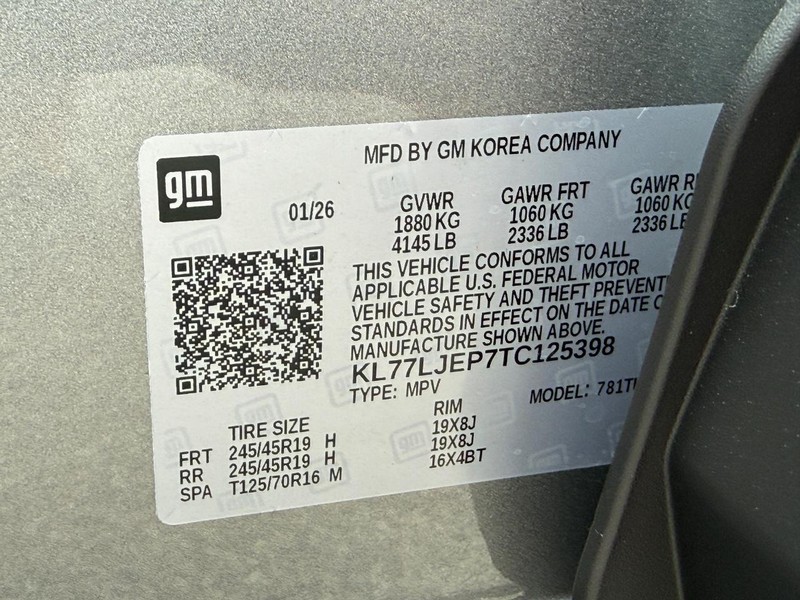 gm
MFD BY GM KOREA COMPANY
01/26
GVWR GAWR FRT GAWR
1880 KG 1060 KG 1060 KG
4145 LB 2336 LB 2336 LB
THIS VEHICLE CONFORMS TO ALL
APPLICABLE U.S. FEDERAL MOTOR
VEHICLE SAFETY AND THEFT PREVENT
STANDARDS IN EFFECT ON THE DATE
MANUFACTURE SHOWN ABOVE.
KL77LJEP7TC125398
TYPE: MPV MODEL: 781T
TIRE SIZE RIM
FRT 245/45R19 H 19X8J
RR 245/45R19 H 19X8J
SPA T125/70R16 M 16X4BT